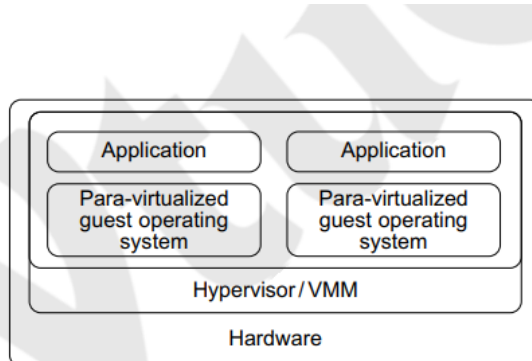 Application
Application
Para-virtualized
guest operating
system
Para-virtualized
guest operating
system
Hypervisor / VMM
Hardware